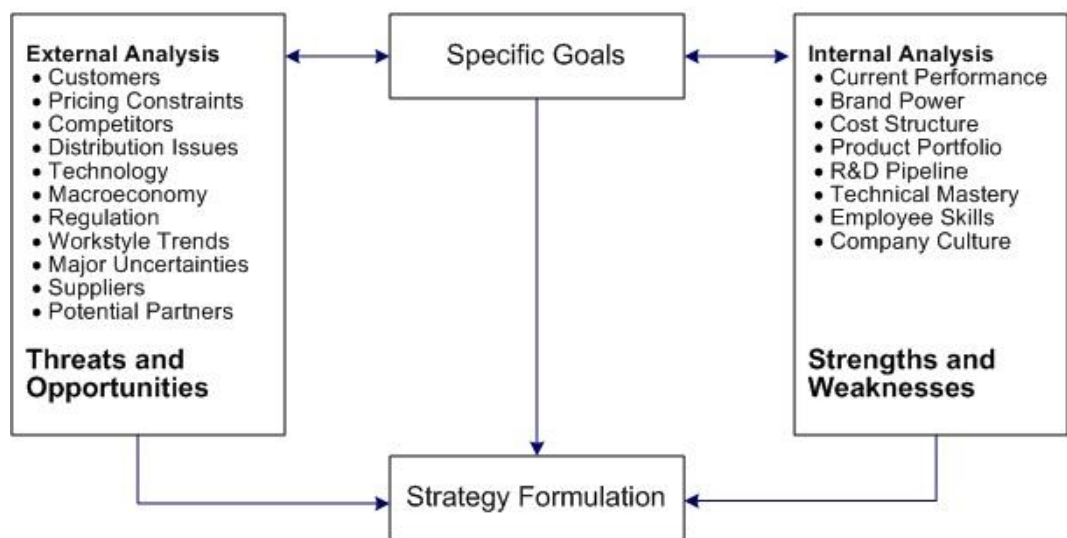 External Analysis
• Customers
• Pricing Constraints
• Competitors
• Distribution Issues
• Technology
• Macroeconomy
• Regulation
• Workstyle Trends
• Major Uncertainties
• Suppliers
• Potential Partners
Threats and
Opportunities
Specific Goals
Internal Analysis
• Current Performance
• Brand Power
• Cost Structure
• Product Portfolio
• R&D Pipeline
• Technical Mastery
• Employee Skills
• Company Culture
Strengths and
Weaknesses
Strategy Formulation